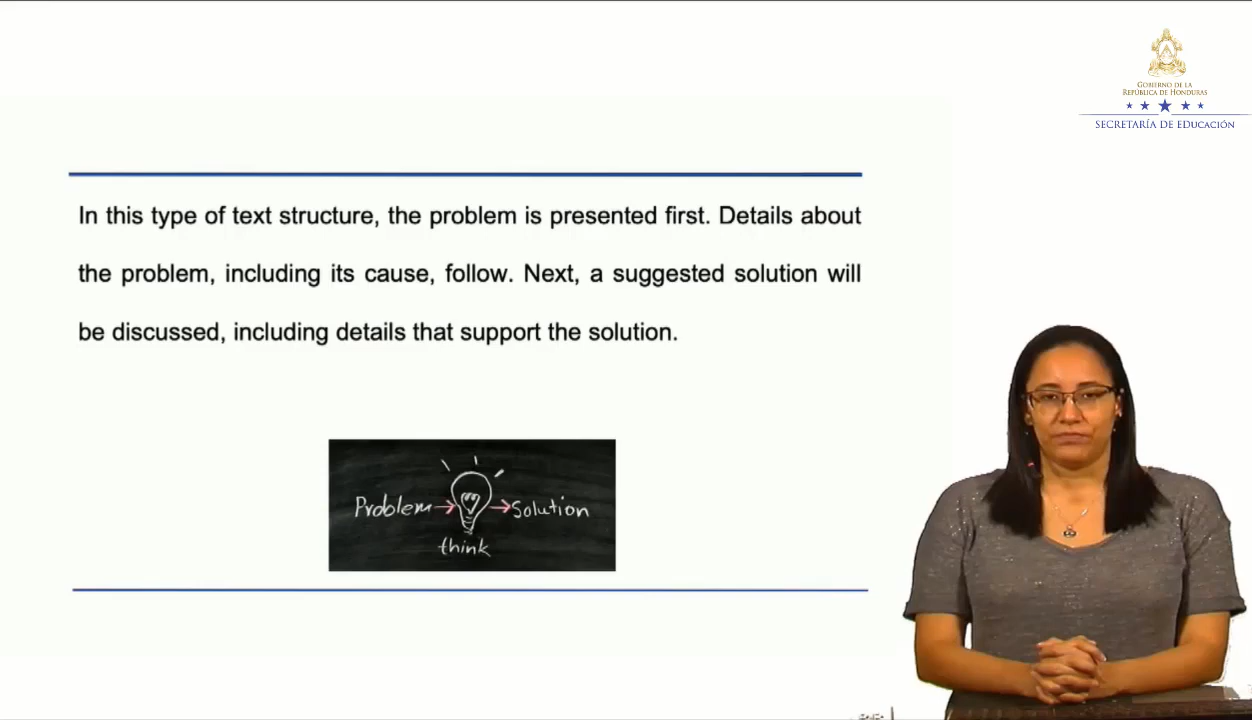 GOBIERNO DE LA
REPÚBLICA DE HONDURAS
SECRETARÍA DE EDUCACIÓN
In this type of text structure, the problem is presented first. Details about
the problem, including its cause, follow. Next, a suggested solution will
be discussed, including details that support the solution.
Problem
Solution
think